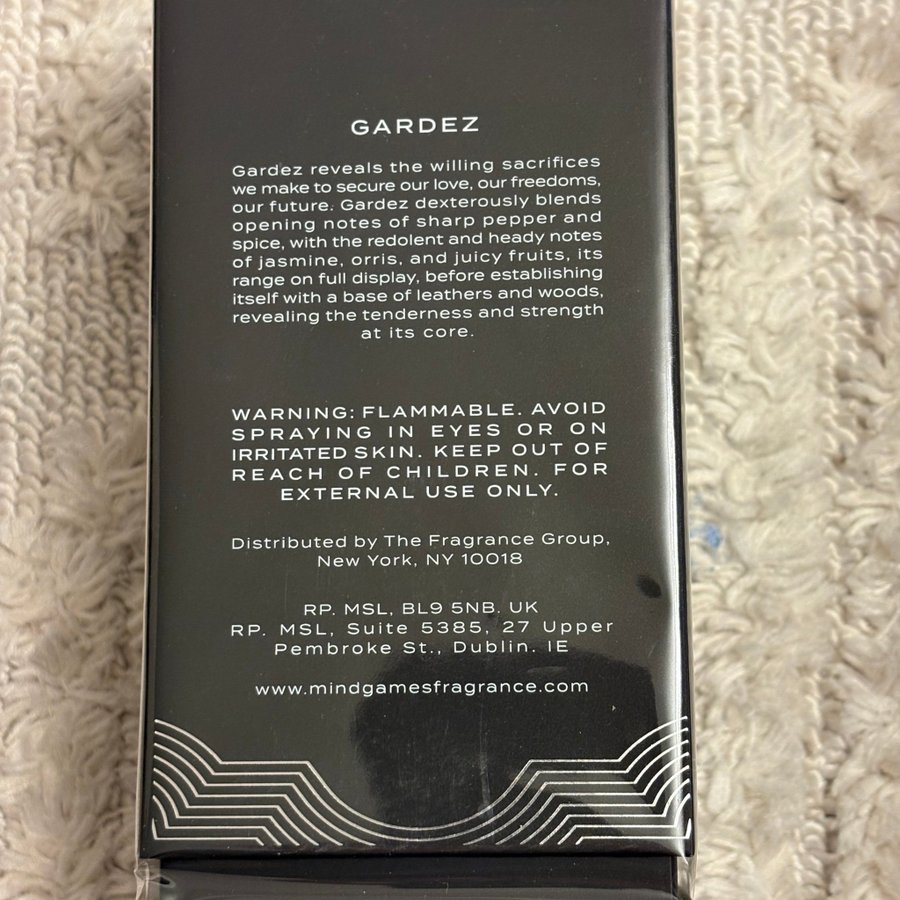 GARDEZ
Gardez reveals the willing sacrifices
we make to secure our love, our freedoms,
our future. Gardez dexterously blends
opening notes of sharp pepper and
spice, with the redolent and heady notes
of jasmine, orris, and juicy fruits, its
range on full display, before establishing
itself with a base of leathers and woods,
revealing the tenderness and strength
at its core.
WARNING: FLAMMABLE. AVOID
SPRAYING IN EYES OR ON
IRRITATED SKIN. KEEP OUT OF
REACH OF CHILDREN. FOR
EXTERNAL USE ONLY.
Distributed by The Fragrance Group,
New York, NY 10018
RP. MSL, BL9 5NB. UK
RP. MSL, Suite 5385, 27 Upper
Pembroke St., Dublin. IE
www.mindgamesfragrance.com